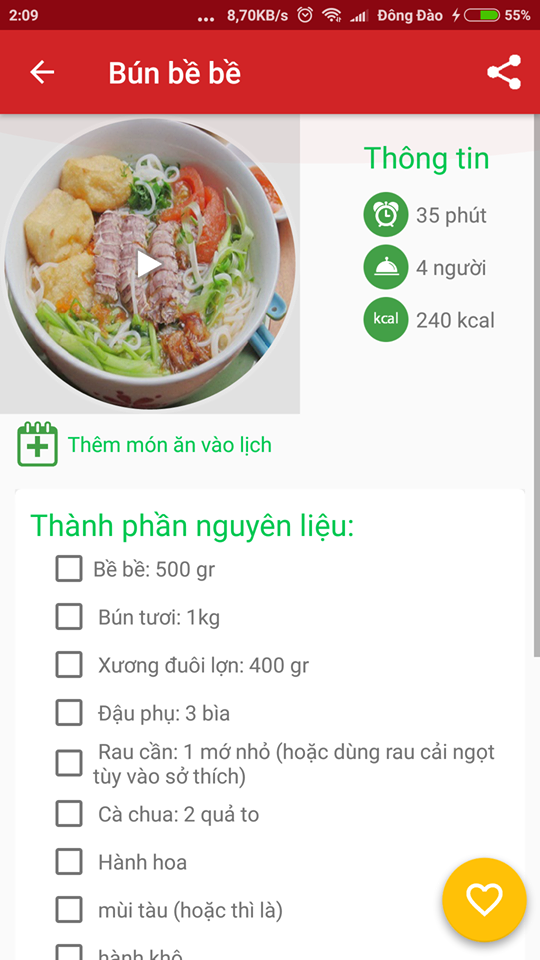 2:09 ... 8,70KB/s Đông Đào 55%
Bún bề bề
Thông tin
35 phút
4 người
kcal 240 kcal
Thêm món ăn vào lịch
Thành phần nguyên liệu:
Bề bề: 500 gr
Bún tươi: 1kg
Xương đuôi lợn: 400 gr
Đậu phụ: 3 bìa
Rau cần: 1 mớ nhỏ (hoặc dùng rau cải ngọt
tùy vào sở thích)
Cà chua: 2 quả to
Hành hoa
mùi tàu (hoặc thì là)
hành khô